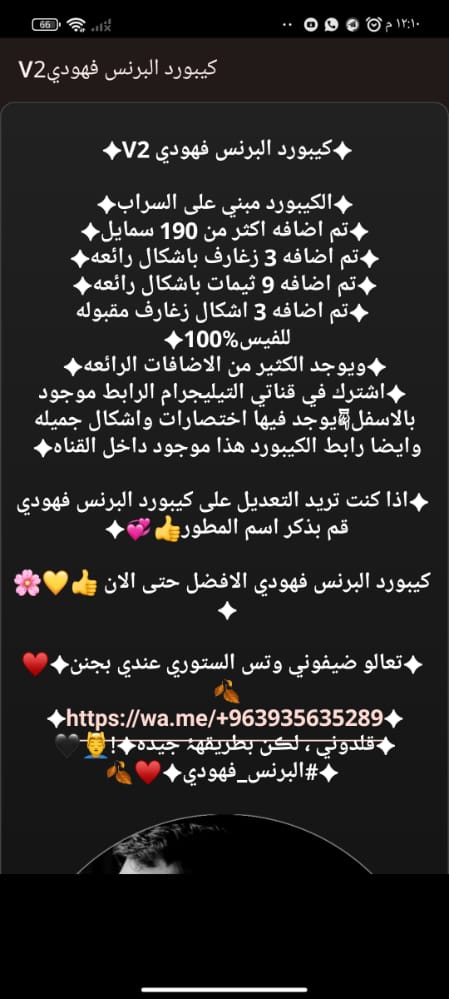 66
١٢:١٠ م
كيبورد البرنس فهودي V2
✦كيبورد البرنس فهودي V2✦
✦الكيبورد مبني على السراب✦
✦تم اضافه اكثر من 190 سمايل✦
✦تم اضافه 3 زغارف باشكال رائعه✦
✦تم اضافه 9 ثيمات باشكال رائعه✦
✦تم اضافه 3 اشكال زغارف مقبوله
للفيس%100✦
✦ويوجد الكثير من الاضافات الرائعه✦
✦اشترك في قناتي التيليجرام الرابط موجود
بالاسفل👇يوجد فيها اختصارات واشكال جميله
وايضا رابط الكيبورد هذا موجود داخل القناه✦
✦اذا كنت تريد التعديل على كيبورد البرنس فهودي
قم بذكر اسم المطور👍💞✦
كيبورد البرنس فهودي الافضل حتى الان 👍💛🌸
✦
✦تعالو ضيفوني وتس الستوري عندي بجنن✦♥️
🍂
✦https://wa.me/+963935635289✦
✦قلدوني ، لكن بطريقهۂ جيده✦!💆‍♂️🖤
✦#البرنس_فهودي✦♥️🍂